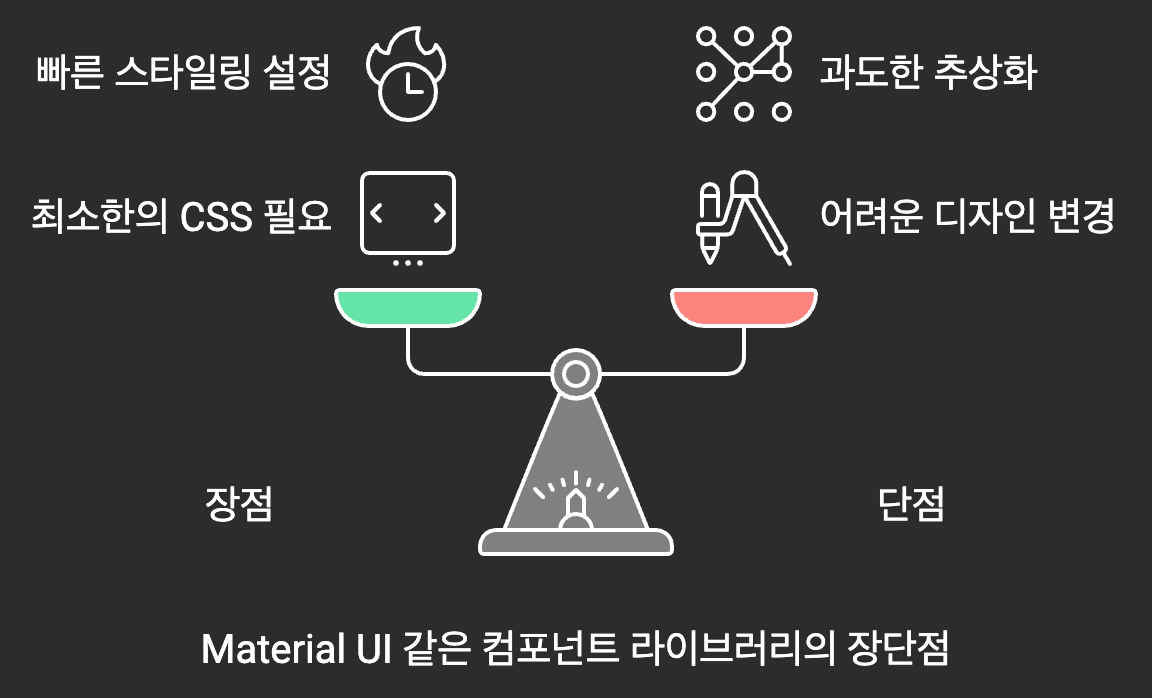 빠른 스타일링 설정
과도한 추상화
최소한의 CSS 필요
어려운 디자인 변경
장점
단점
Material UI 같은 컴포넌트 라이브러리의 장단점